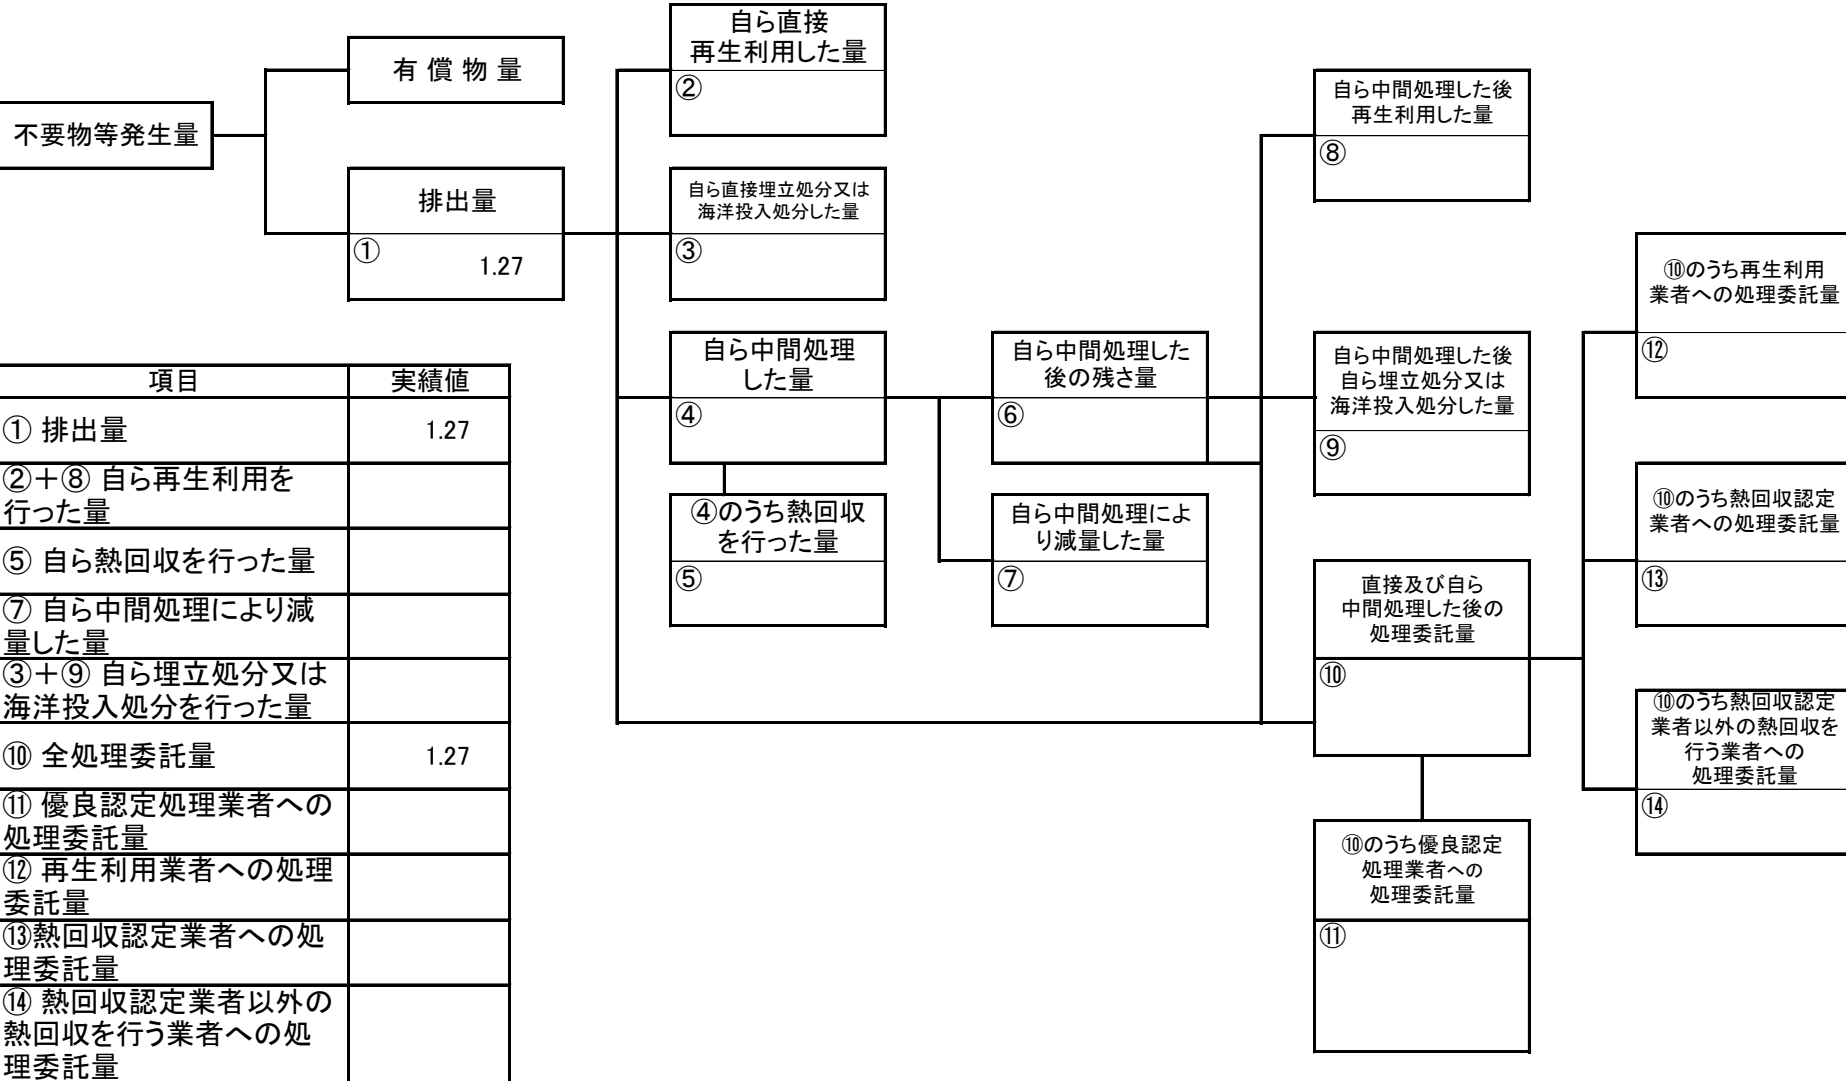 不要物等発生量
有 償 物 量
排出量
①
1.27
自ら直接
再生利用した量
②
自ら直接埋立処分又は
海洋投入処分した量
③
自ら中間処理
した量
④
④のうち熱回収
を行った量
⑤
自ら中間処理した
後の残さ量
⑥
自ら中間処理によ
り減量した量
⑦
自ら中間処理した後
再生利用した量
⑧
自ら中間処理した後
自ら埋立処分又は
海洋投入処分した量
⑨
直接及び自ら
中間処理した後の
処理委託量
⑩
⑩のうち優良認定
処理業者への
処理委託量
⑪
⑩のうち再生利用
業者への処理委託量
⑫
⑩のうち熱回収認定
業者への処理委託量
⑬
⑩のうち熱回収認定
業者以外の熱回収を
行う業者への
処理委託量
⑭
項目 実績値
① 排出量 1.27
②＋⑧ 自ら再生利用を
行った量
⑤ 自ら熱回収を行った量
⑦ 自ら中間処理により減
量した量
③＋⑨ 自ら埋立処分又は
海洋投入処分を行った量
⑩ 全処理委託量 1.27
⑪ 優良認定処理業者への
処理委託量
⑫ 再生利用業者への処理
委託量
⑬熱回収認定業者への処
理委託量
⑭ 熱回収認定業者以外の
熱回収を行う業者への処
理委託量